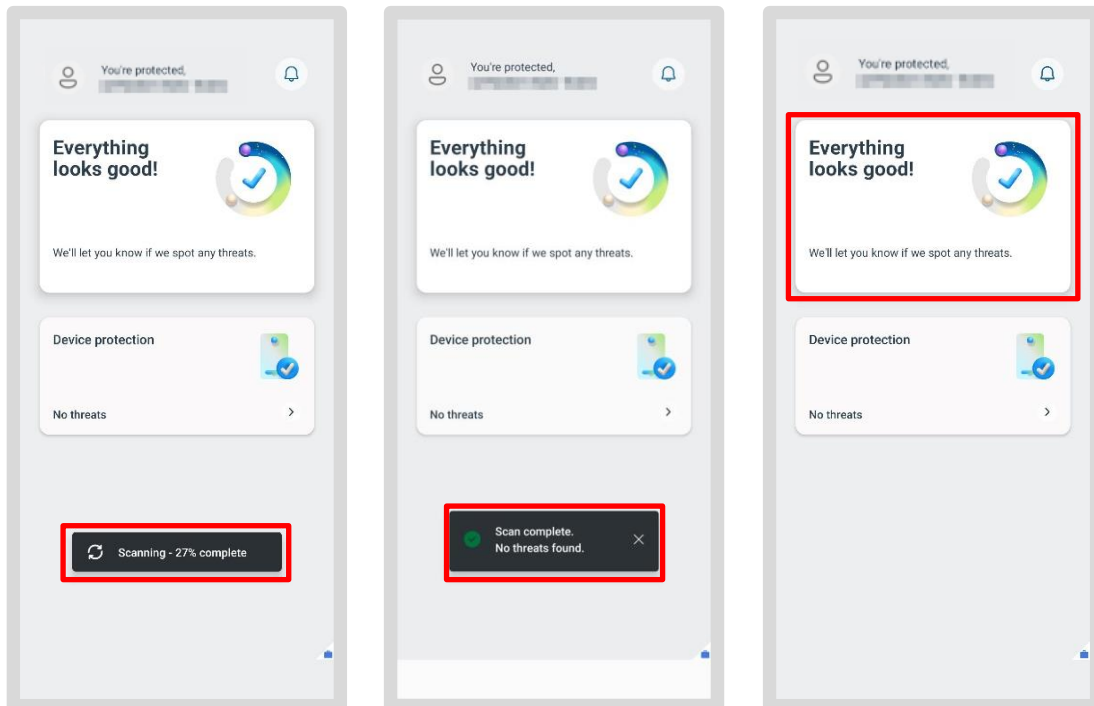 You're protected,
Everything
looks good!
We'll let you know if we spot any threats.
Device protection
No threats
Scanning - 27% complete
You're protected,
Everything
looks good!
We'll let you know if we spot any threats.
Device protection
No threats
Scan complete.
No threats found.
You're protected,
Everything
looks good!
We'll let you know if we spot any threats.
Device protection
No threats